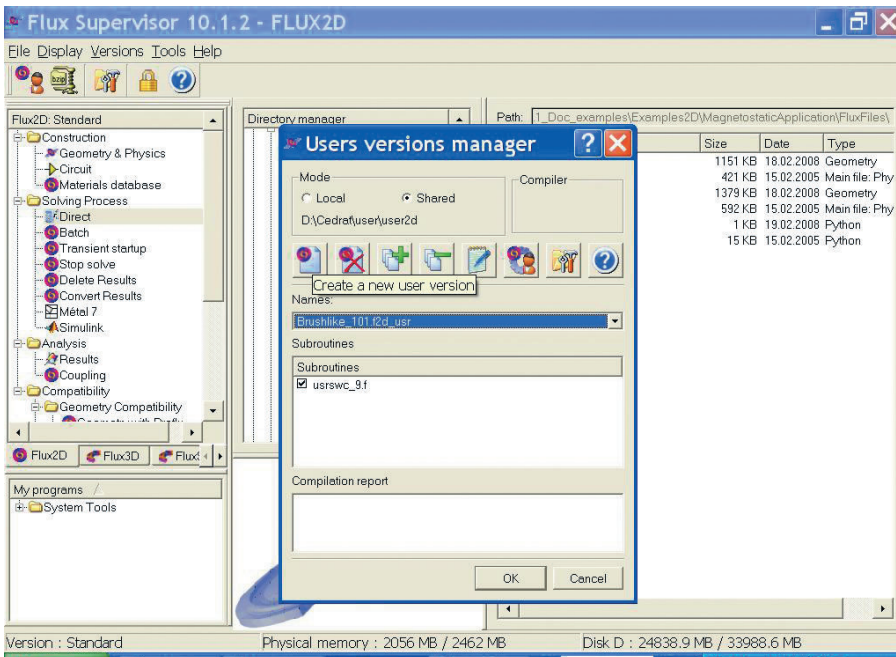 Flux Supervisor 10.1.2 - FLUX2D
File Display Versions Tools Help
Flux2D: Standard
Construction
Geometry & Physics
Circuit
Materials database
Solving Process
Direct
Batch
Transient startup
Stop solve
Delete Results
Convert Results
Métal 7
Simulink
Analysis
Results
Coupling
Compatibility
Geometry Compatibility
Flux2D Flux3D
My programs
System Tools
Directory manager
Path: 1_Doc_examples\Examples2D\MagnetostaticApplication\FluxFiles\
Size Date Type
1151 KB 18.02.2008 Geometry
421 KB 15.02.2005 Main file: Phy
1379 KB 18.02.2008 Geometry
592 KB 15.02.2005 Main file: Phy
1 KB 19.02.2008 Python
15 KB 15.02.2005 Python
Users versions manager
Mode
Local Shared
D:\Cedrat\user\user2d
Compiler
Create a new user version
Names:
Brushlike_101.f2d_usr
Subroutines
Subroutines
usrswc_9.f
Compilation report
OK Cancel
Version : Standard Physical memory : 2056 MB / 2462 MB Disk D : 24838.9 MB / 33988.6 MB